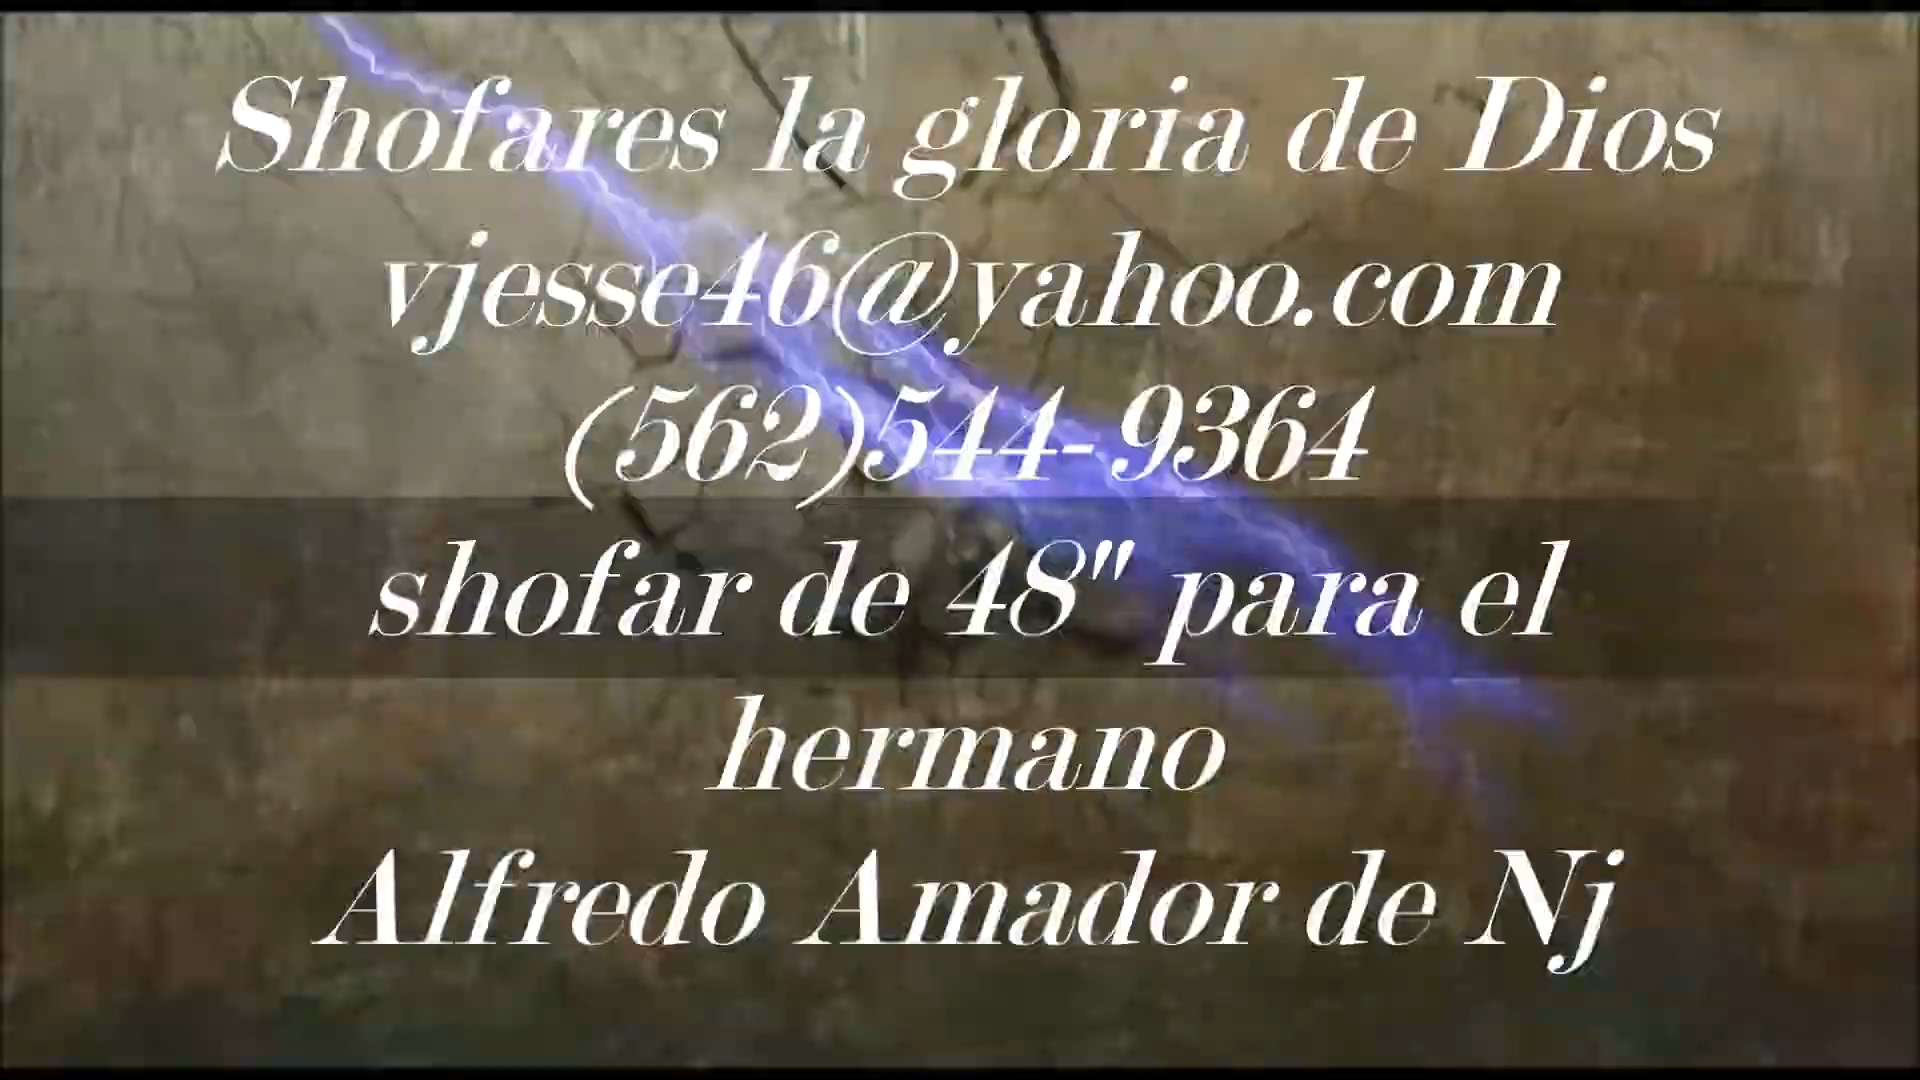 Shofares la gloria de Dios
vjesse46@yahoo.com
(562)544-9364
shofar de 48" para el
hermano
Alfredo Amador de Nj